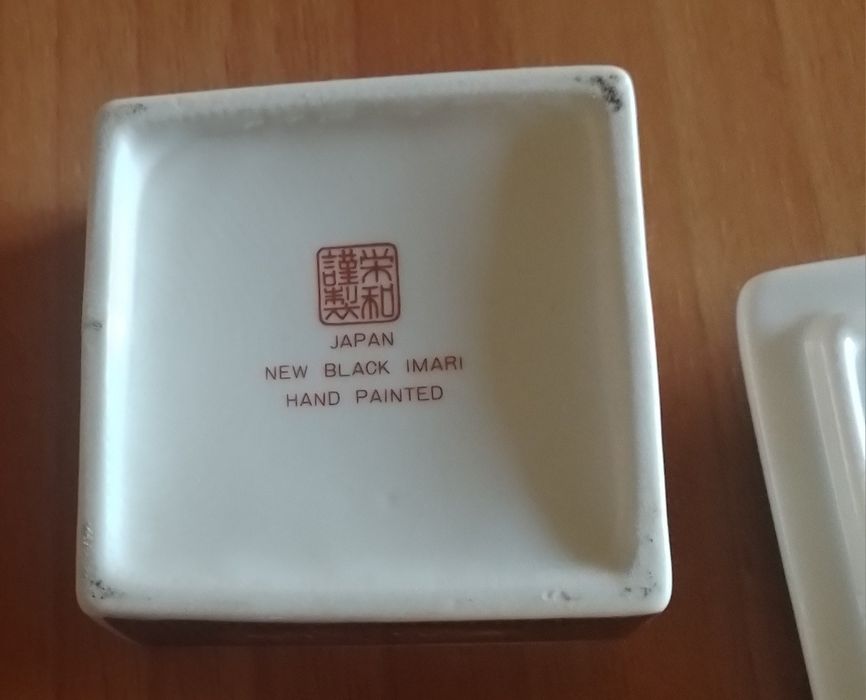 栄和
謹製
JAPAN
NEW BLACK IMARI
HAND PAINTED